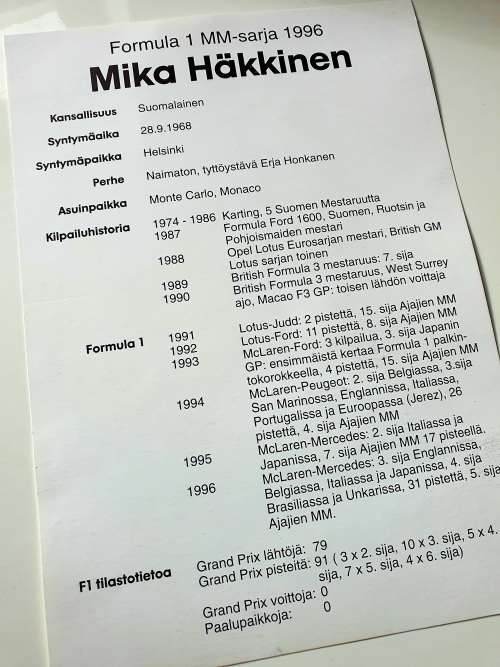 Formula 1 MM-sarja 1996
Mika Häkkinen
Kansallisuus Suomalainen
Syntymäaika 28.9.1968
Syntymäpaikka Helsinki
Perhe Naimaton, tyttöystävä Erja Honkanen
Asuinpaikka Monte Carlo, Monaco
Kilpailuhistoria 1974 - 1986 Karting, 5 Suomen Mestaruutta
1987 Formula Ford 1600, Suomen, Ruotsin ja
Pohjoismaiden mestari
1988 Opel Lotus Eurosarjan mestari, British GM
Lotus sarjan toinen
1989 British Formula 3 mestaruus: 7. sija
1990 British Formula 3 mestaruus, West Surrey
ajo, Macao F3 GP: toisen lähdön voittaja
Formula 1 1991 Lotus-Judd: 2 pistettä, 15. sija Ajajien MM
1992 Lotus-Ford: 11 pistettä, 8. sija Ajajien MM
1993 McLaren-Ford: 3 kilpailua, 3. sija Japanin
GP: ensimmäistä kertaa Formula 1 palkin-
tokorokkeella, 4 pistettä, 15. sija Ajajien MM
1994 McLaren-Peugeot: 2. sija Belgiassa, 3.sija
San Marinossa, Englannissa, Italiassa,
Portugalissa ja Euroopassa (Jerez), 26
pistettä, 4. sija Ajajien MM
1995 McLaren-Mercedes: 2. sija Italiassa ja
Japanissa, 7. sija Ajajien MM 17 pisteellä.
1996 McLaren-Mercedes: 3. sija Englannissa,
Belgiassa, Italiassa ja Japanissa, 4. sija
Brasiliassa ja Unkarissa, 31 pistettä, 5. sija
Ajajien MM.
F1 tilastotietoa Grand Prix lähtöjä: 79
Grand Prix pisteitä: 91 ( 3 x 2. sija, 10 x 3. sija, 5 x 4.
sija, 7 x 5. sija, 4 x 6. sija)
Grand Prix voittoja: 0
Paalupaikkoja: 0